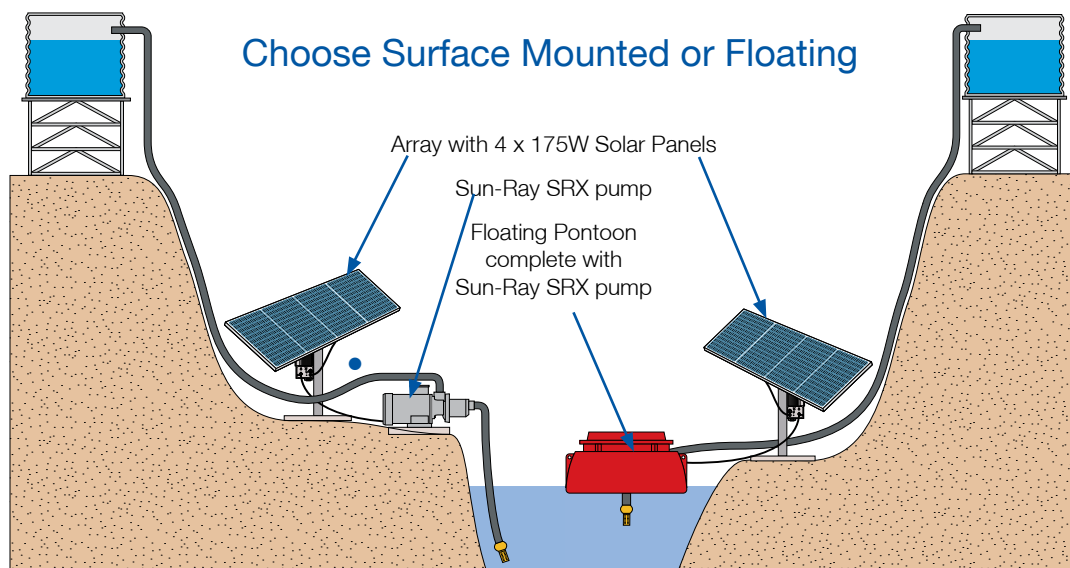 Choose Surface Mounted or Floating
Array with 4 x 175W Solar Panels
Sun-Ray SRX pump
Floating Pontoon
complete with
Sun-Ray SRX pump